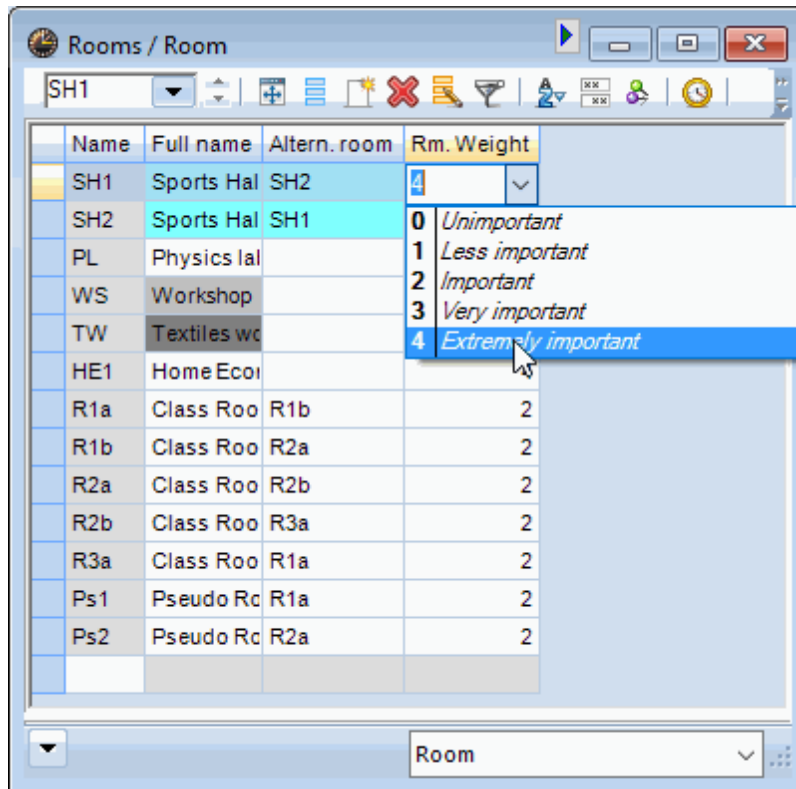 Rooms / Room
SH1
Name Full name Altern. room Rm. Weight
SH1 Sports Hal SH2 4
SH2 Sports Hal SH1
0 Unimportant
1 Less important
2 Important
3 Very important
4 Extremely important
PL Physics lal
WS Workshop
TW Textiles wo
HE1 Home Econ
R1a Class Roo R1b 2
R1b Class Roo R2a 2
R2a Class Roo R2b 2
R2b Class Roo R3a 2
R3a Class Roo R1a 2
Ps1 Pseudo Ro R1a 2
Ps2 Pseudo Ro R2a 2
Room